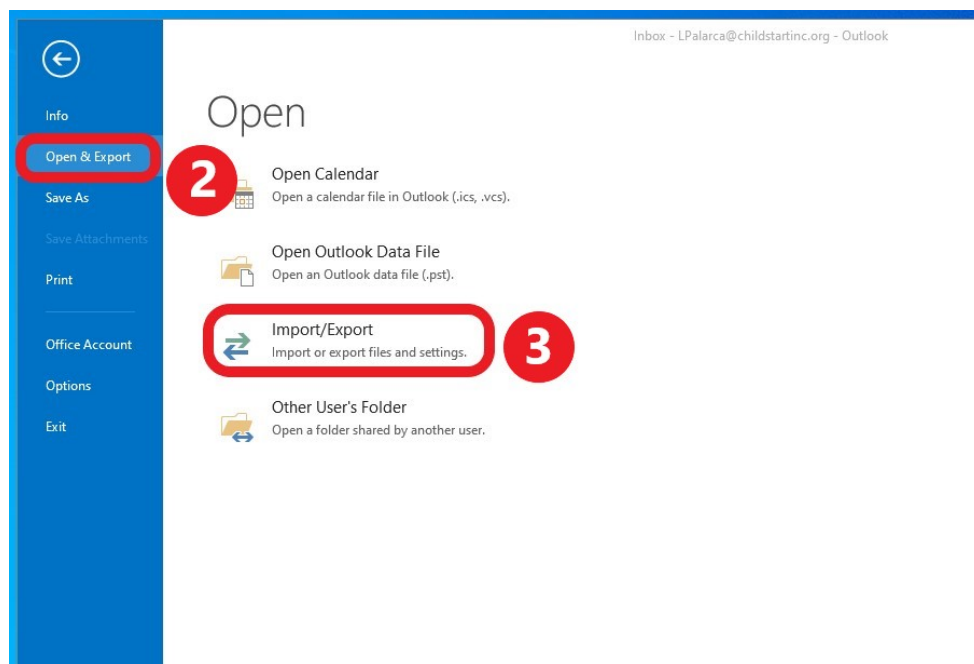 Inbox - LPalarca@childstartinc.org - Outlook
Info
Open & Export
Save As
Save Attachments
Print
Office Account
Options
Exit
Open
2
Open Calendar
Open a calendar file in Outlook (.ics, .vcs).
Open Outlook Data File
Open an Outlook data file (.pst).
Import/Export
Import or export files and settings.
3
Other User's Folder
Open a folder shared by another user.